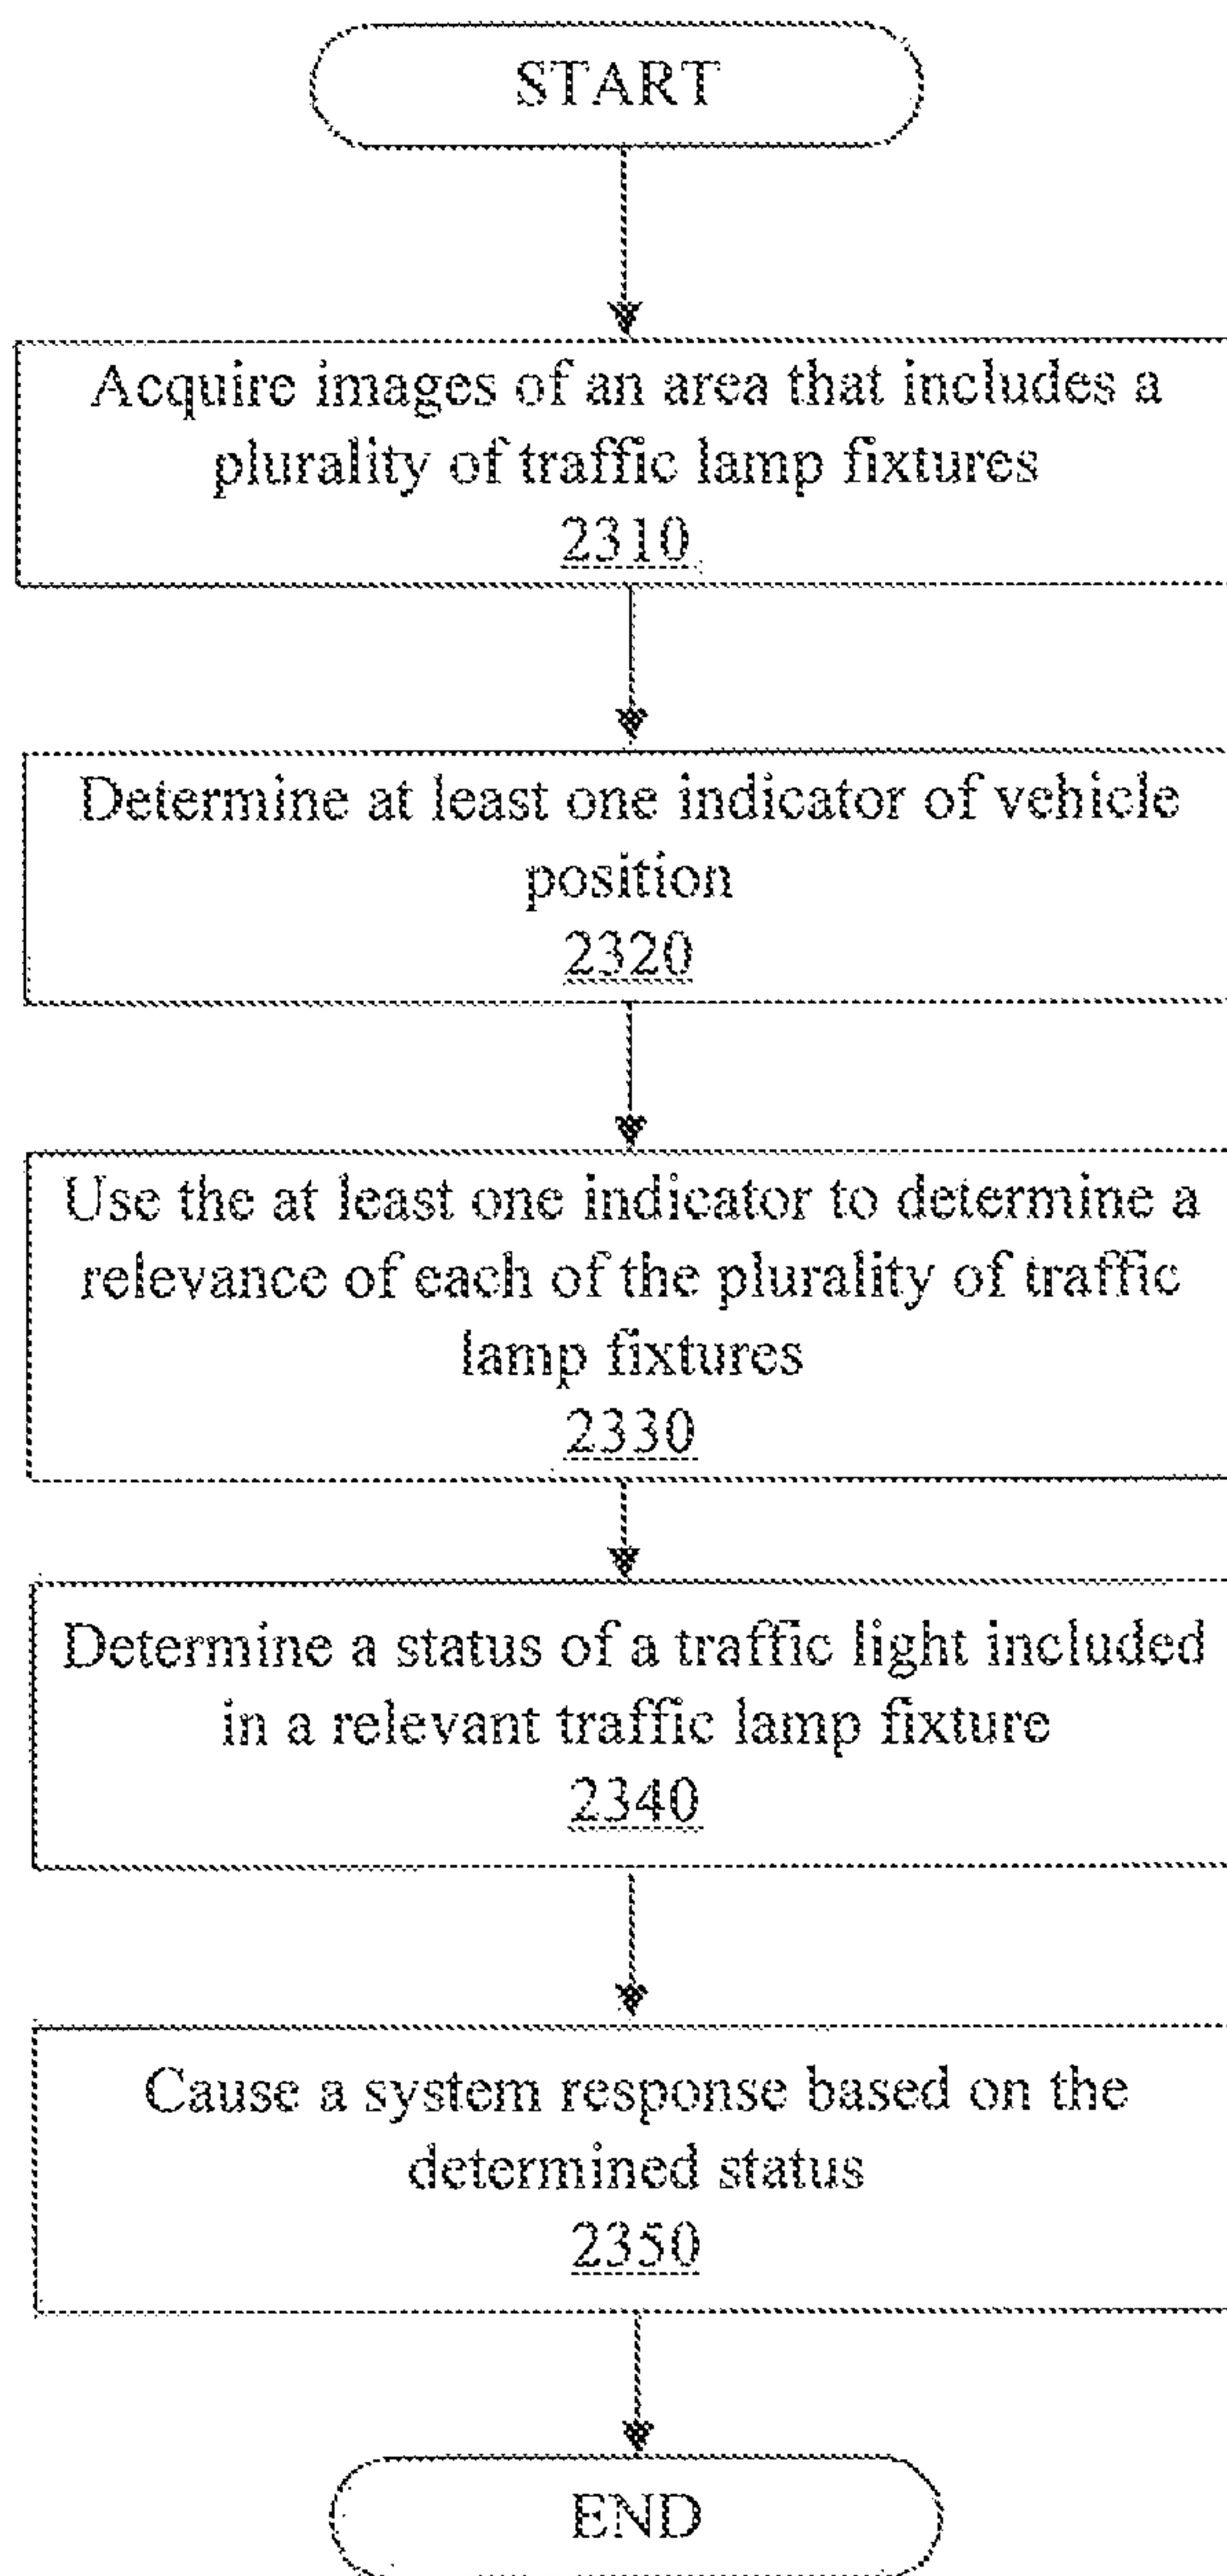 START
Acquire images of an area that includes a
plurality of traffic lamp fixtures
2310
Determine at least one indicator of vehicle
position
2320
Use the at least one indicator to determine a
relevance of each of the plurality of traffic
lamp fixtures
2330
Determine a status of a traffic light included
in a relevant traffic lamp fixture
2340
Cause a system response based on the
determined status
2350
END